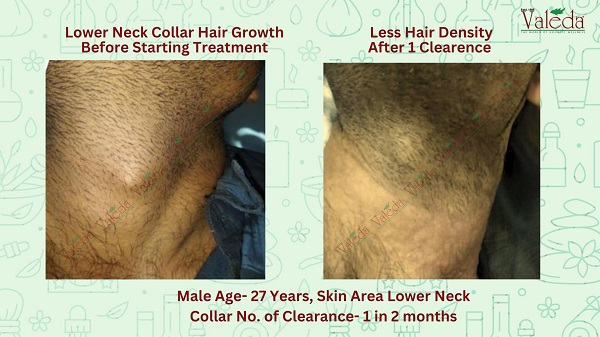 Lower Neck Collar Hair Growth
Before Starting Treatment
Less Hair Density
After 1 Clearence
Valeda
Male Age- 27 Years, Skin Area Lower Neck
Collar No. of Clearance- 1 in 2 months